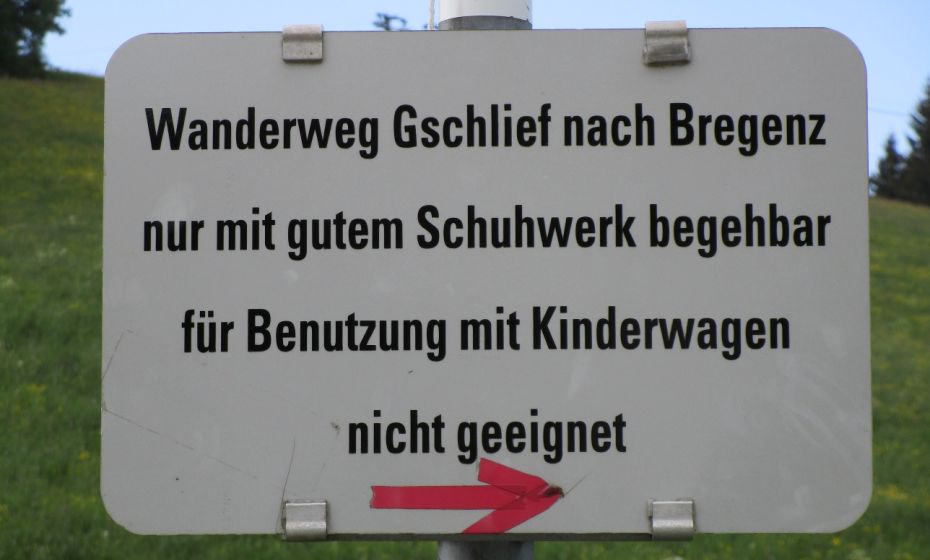 Wanderweg Gschlief nach Bregenz
nur mit gutem Schuhwerk begehbar
für Benutzung mit Kinderwagen
nicht geeignet